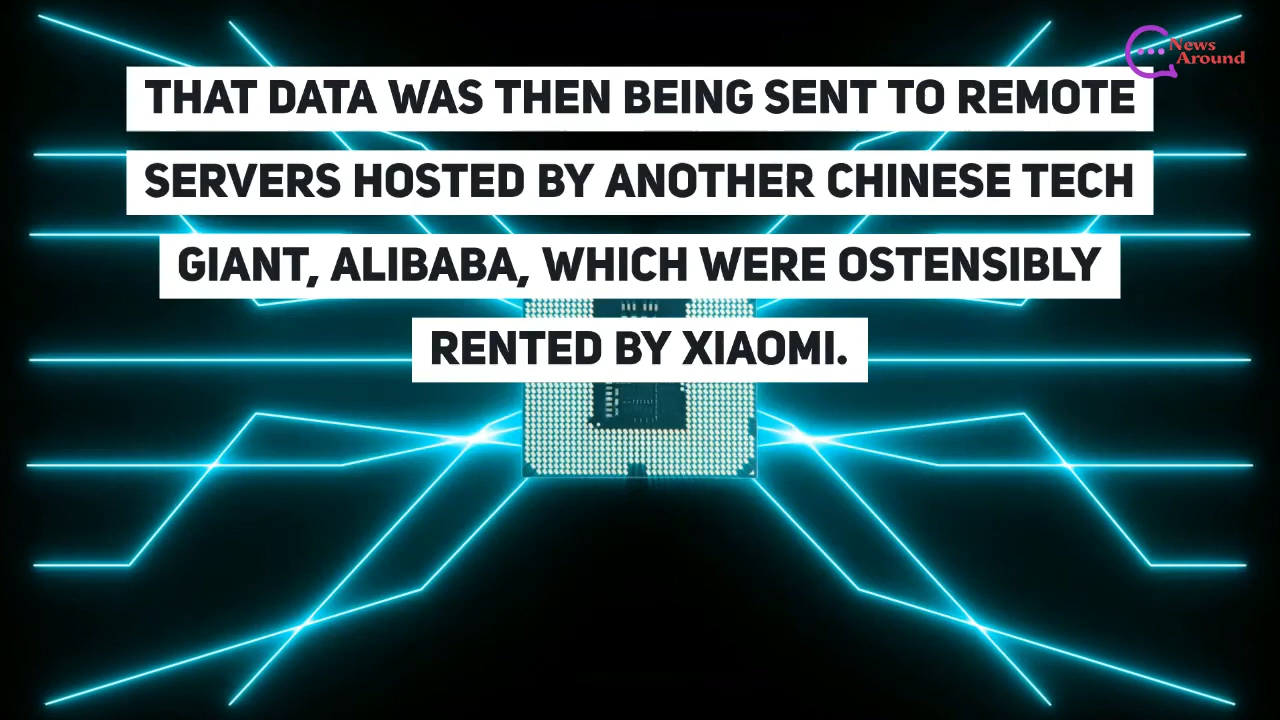 News
Around
THAT DATA WAS THEN BEING SENT TO REMOTE
SERVERS HOSTED BY ANOTHER CHINESE TECH
GIANT, ALIBABA, WHICH WERE OSTENSIBLY
RENTED BY XIAOMI.